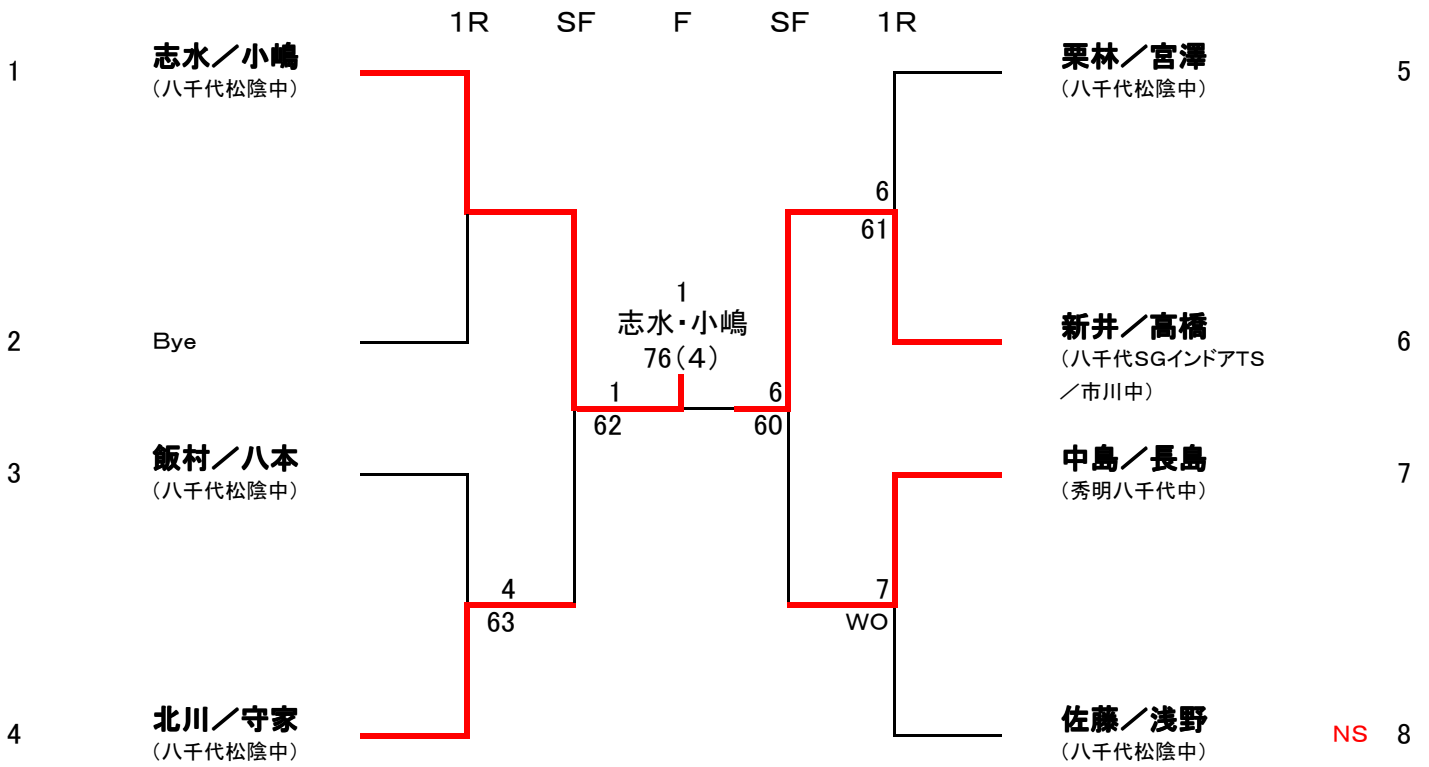 1R SF F SF 1R
1 志水／小嶋
(八千代松陰中)
栗林／宮澤 5
(八千代松陰中)
6
61
1
志水・小嶋
76(4)
2 Bye
新井／高橋 6
(八千代SGインドアTS
／市川中)
1
62
6
60
3 飯村／八本
(八千代松陰中)
中島／長島 7
(秀明八千代中)
4
63
7
WO
4 北川／守家
(八千代松陰中)
佐藤／浅野 NS 8
(八千代松陰中)